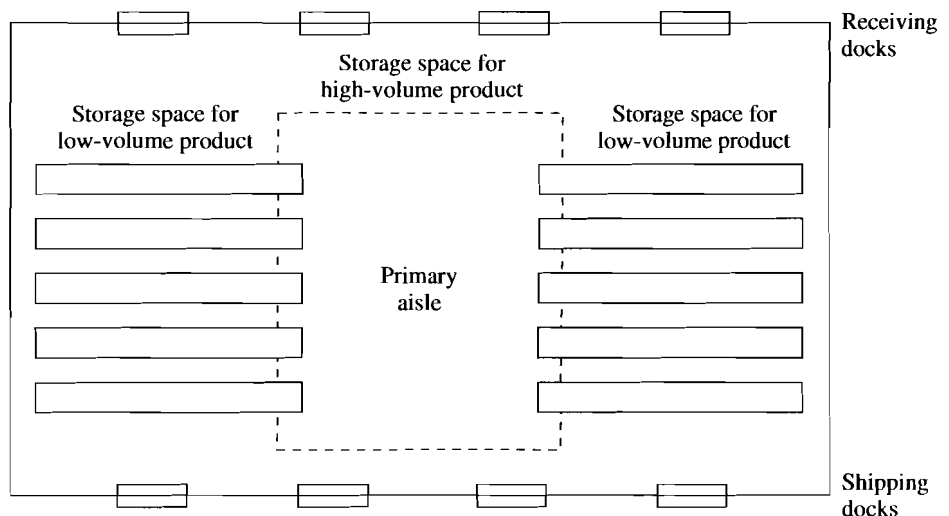 Receiving
docks
Storage space for
high-volume product
Storage space for
low-volume product
Storage space for
low-volume product
Primary
aisle
Shipping
docks